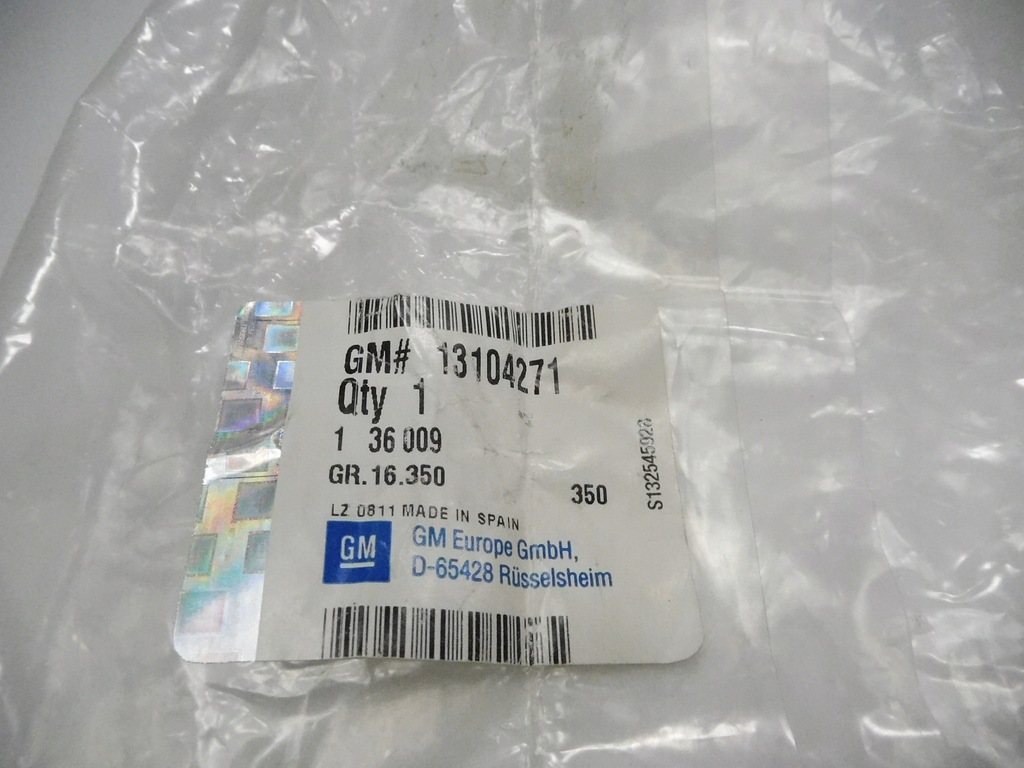 GM# 13104271
Qty 1
1 36 009
GR.16.350
350
LZ 0811 MADE IN SPAIN
GM
GM Europe GmbH,
D-65428 Rüsselsheim